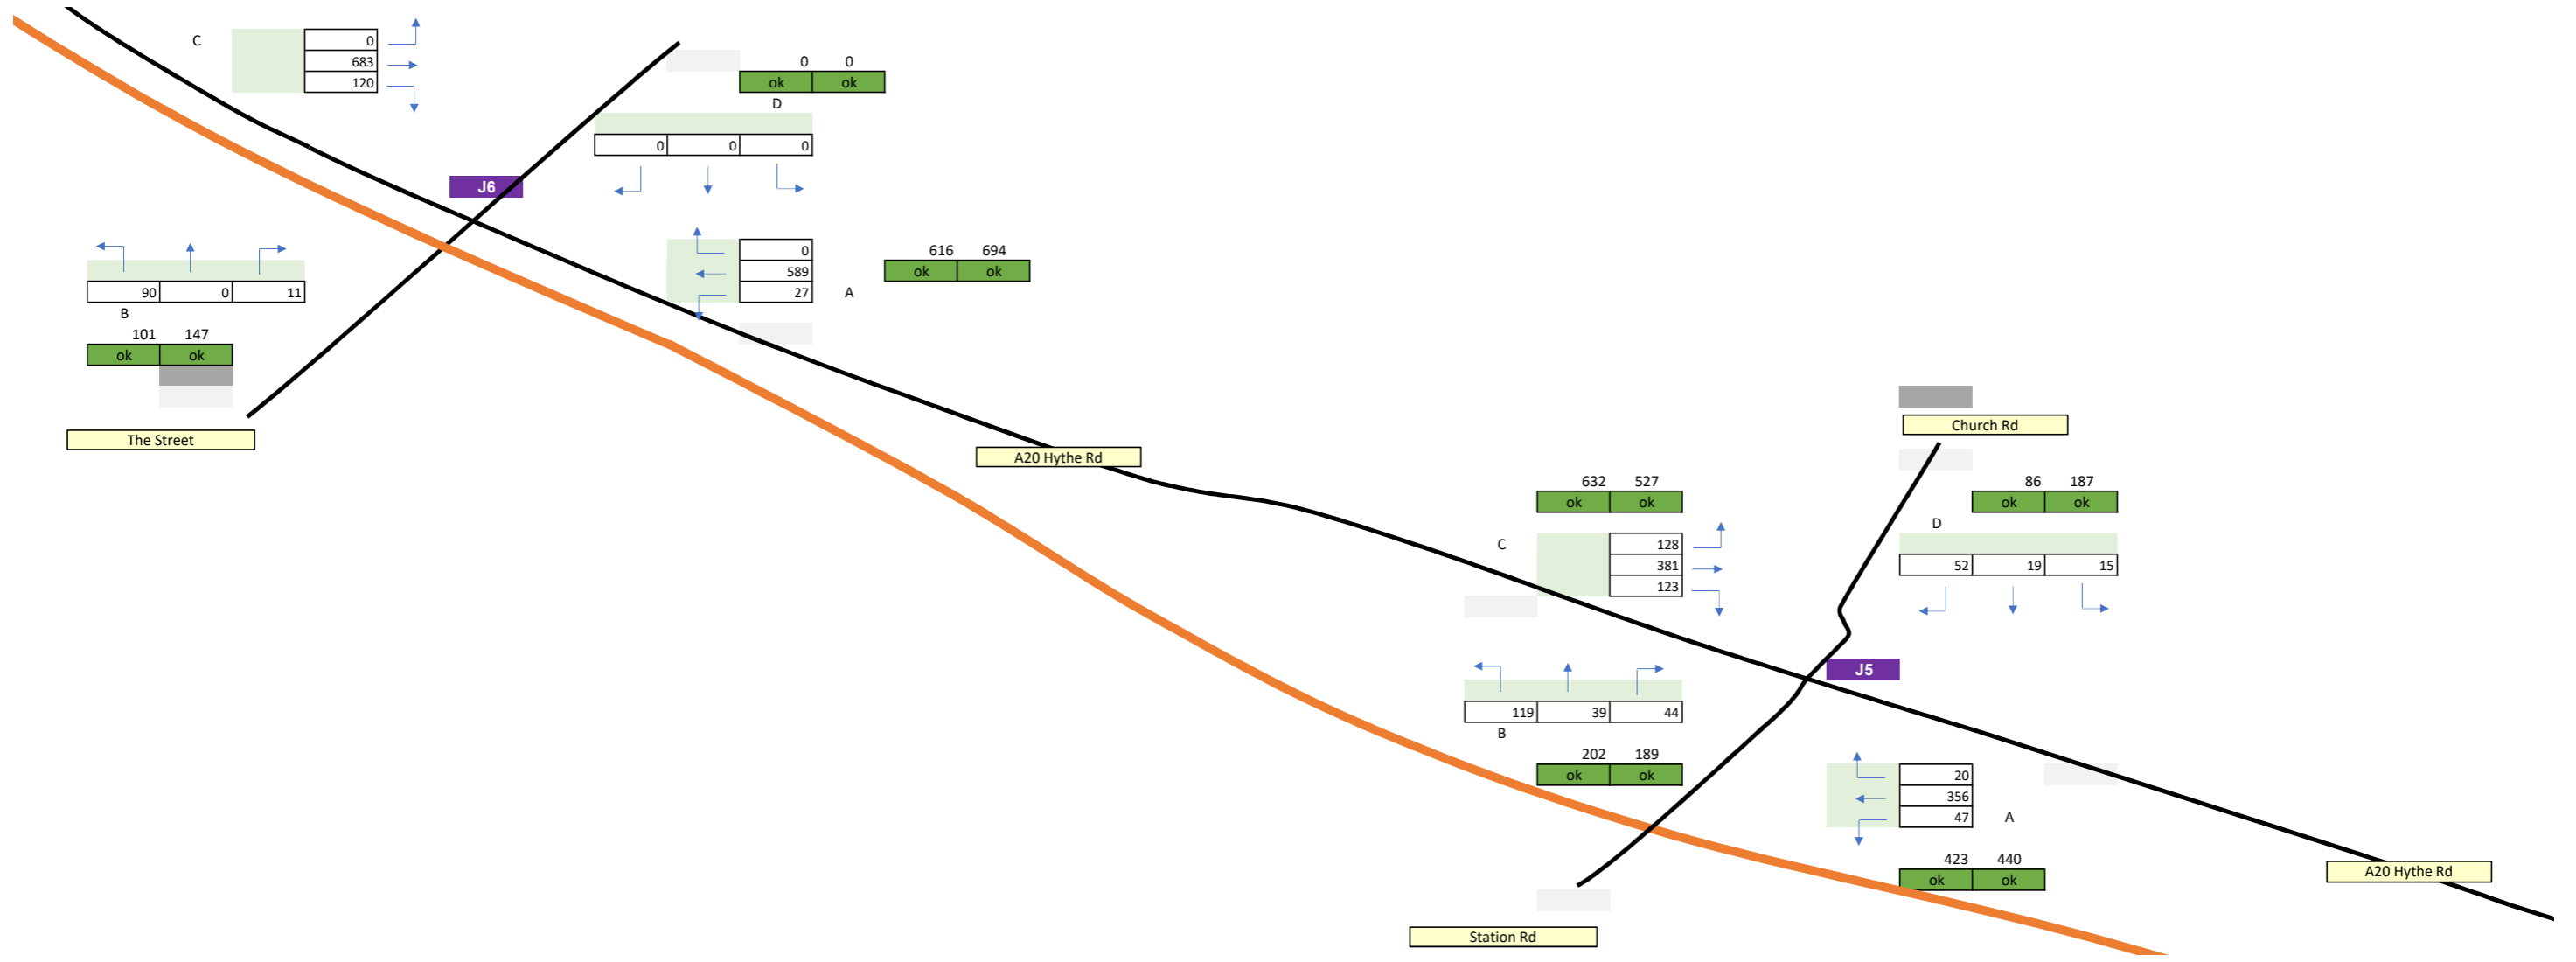 C
0
683
120
0 0
ok ok
D
0 0 0
J6
0
589
27
A
616 694
ok ok
90 0 11
B
101 147
ok ok
The Street
A20 Hythe Rd
Church Rd
632 527
ok ok
C
128
381
123
86 187
ok ok
D
52 19 15
J5
119 39 44
B
202 189
ok ok
20
356
47
A
423 440
ok ok
A20 Hythe Rd
Station Rd